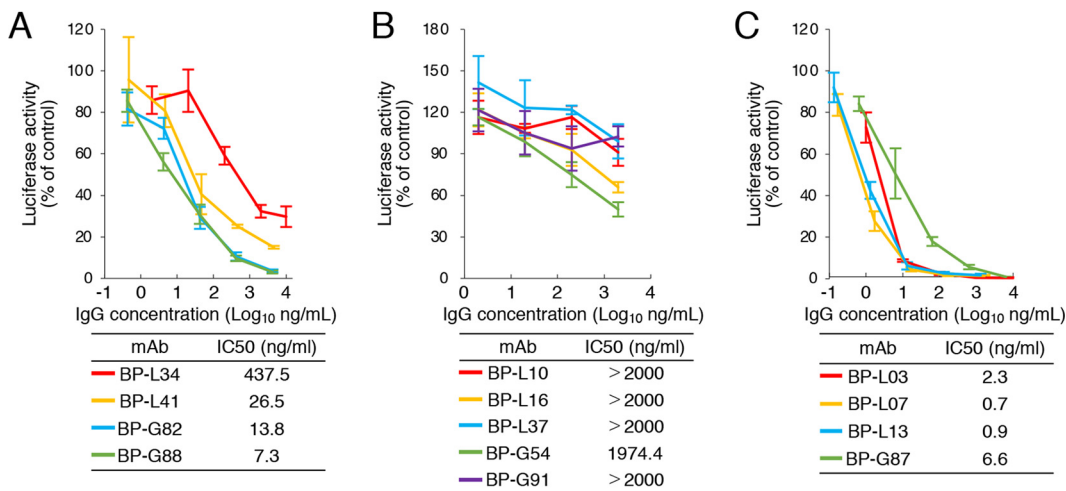 A
Luciferase activity
(% of control)
120
100
80
60
40
20
0
-1 0 1 2 3 4
IgG concentration (Log10 ng/mL)
mAb IC50 (ng/ml)
BP-L34 437.5
BP-L41 26.5
BP-G82 13.8
BP-G88 7.3
B
Luciferase activity
(% of control)
180
150
120
90
60
30
0
0 1 2 3 4
IgG concentration (Log10 ng/mL)
mAb IC50 (ng/ml)
BP-L10 >2000
BP-L16 >2000
BP-L37 >2000
BP-G54 1974.4
BP-G91 >2000
C
Luciferase activity
(% of control)
120
100
80
60
40
20
0
-1 0 1 2 3 4
IgG concentration (Log10 ng/mL)
mAb IC50 (ng/ml)
BP-L03 2.3
BP-L07 0.7
BP-L13 0.9
BP-G87 6.6